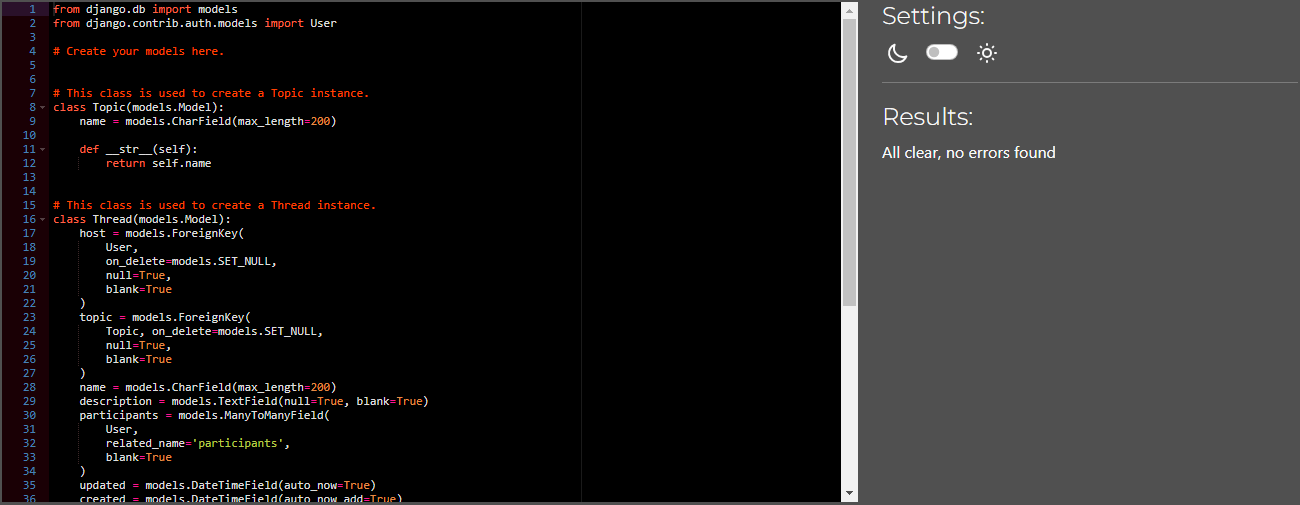 1 from django.db import models
2 from django.contrib.auth.models import User
3
4 # Create your models here.
5
6
7 # This class is used to create a Topic instance.
8 class Topic(models.Model):
9     name = models.CharField(max_length=200)
10
11     def __str__(self):
12         return self.name
13
14
15 # This class is used to create a Thread instance.
16 class Thread(models.Model):
17     host = models.ForeignKey(
18         User,
19         on_delete=models.SET_NULL,
20         null=True,
21         blank=True
22     )
23     topic = models.ForeignKey(
24         Topic, on_delete=models.SET_NULL,
25         null=True,
26         blank=True
27     )
28     name = models.CharField(max_length=200)
29     description = models.TextField(null=True, blank=True)
30     participants = models.ManyToManyField(
31         User,
32         related_name='participants',
33         blank=True
34     )
35     updated = models.DateTimeField(auto_now=True)
36     created = models.DateTimeField(auto_now_add=True)
Settings:
Results:
All clear, no errors found